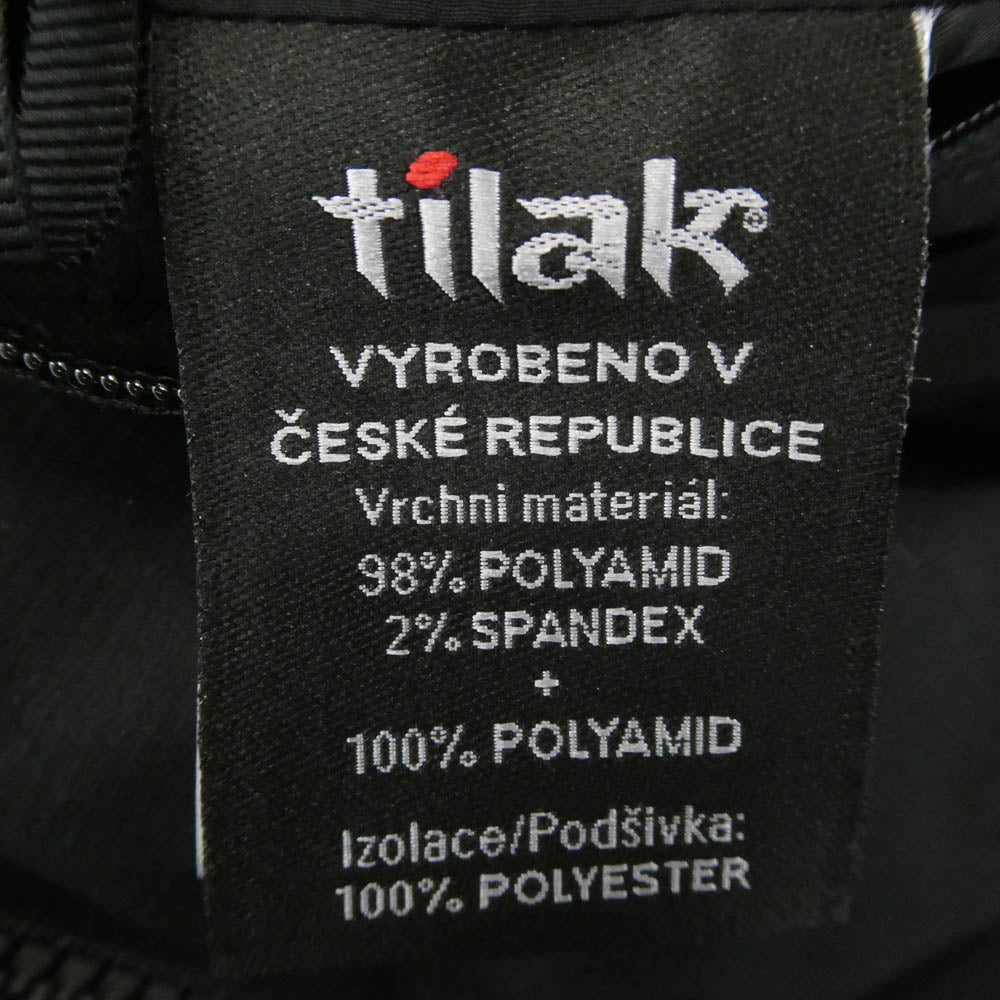 tilak®
VYROBENO V
ČESKÉ REPUBLICE
Vrchni materiál:
98% POLYAMID
2% SPANDEX
+
100% POLYAMID
Izolace/Podšivka:
100% POLYESTER